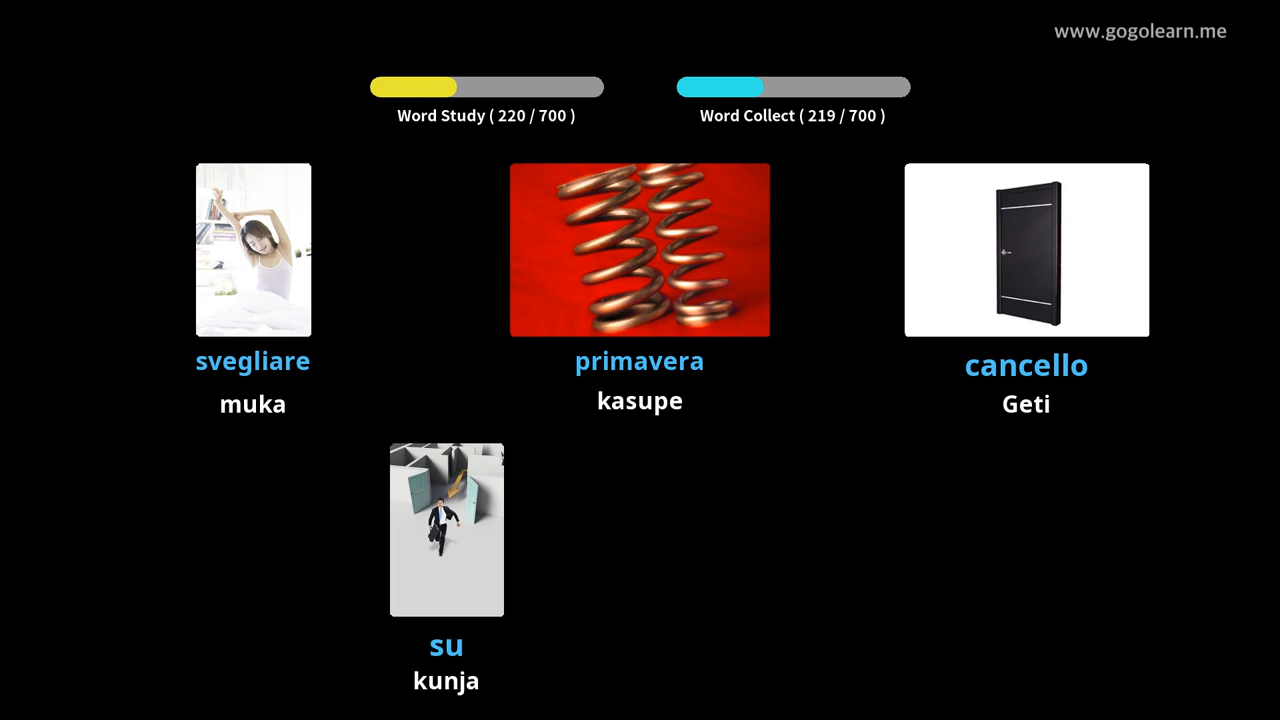 www.gogolearn.me
Word Study ( 220 / 700 )
Word Collect ( 219 / 700 )
svegliare
muka
primavera
kasupe
cancello
Geti
su
kunja